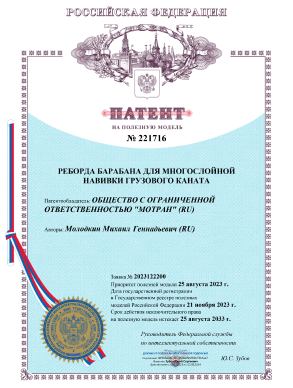 РОССИЙСКАЯ ФЕДЕРАЦИЯ
ПАТЕНТ
НА ПОЛЕЗНУЮ МОДЕЛЬ
№ 221716
РЕБОРДА БАРАБАНА ДЛЯ МНОГОСЛОЙНОЙ
НАВИВКИ ГРУЗОВОГО КАНАТА
Патентообладатель: ОБЩЕСТВО С ОГРАНИЧЕННОЙ
ОТВЕТСТВЕННОСТЬЮ "МОТРАН" (RU)
Авторы: Молодкин Михаил Геннадьевич (RU)
Заявка № 2023122200
Приоритет полезной модели 25 августа 2023 г.
Дата государственной регистрации
в Государственном реестре полезных
моделей Российской Федерации 21 ноября 2023 г.
Срок действия исключительного права
на полезную модель истекает 25 августа 2033 г.
Руководитель Федеральной службы
по интеллектуальной собственности
Ю.С. Зубов